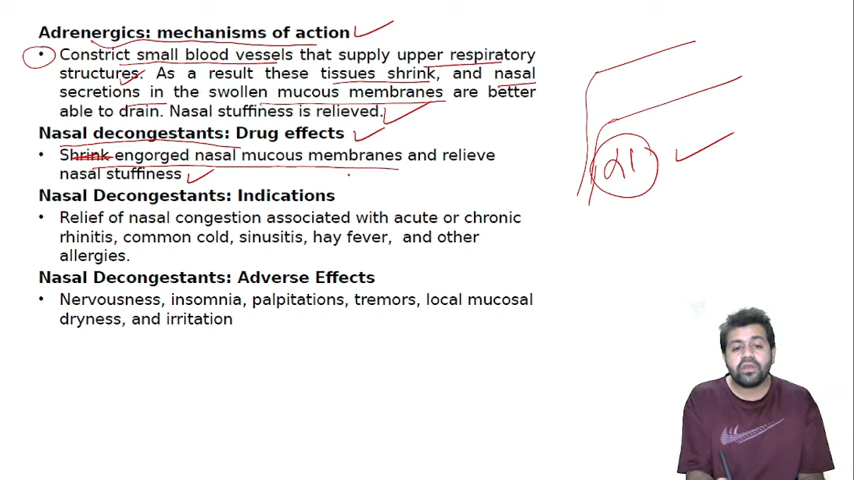 Adrenergics: mechanisms of action
• Constrict small blood vessels that supply upper respiratory
structures. As a result these tissues shrink, and nasal
secretions in the swollen mucous membranes are better
able to drain. Nasal stuffiness is relieved.
Nasal decongestants: Drug effects
• Shrink engorged nasal mucous membranes and relieve
nasal stuffiness
α1
Nasal Decongestants: Indications
• Relief of nasal congestion associated with acute or chronic
rhinitis, common cold, sinusitis, hay fever, and other
allergies.
Nasal Decongestants: Adverse Effects
• Nervousness, insomnia, palpitations, tremors, local mucosal
dryness, and irritation